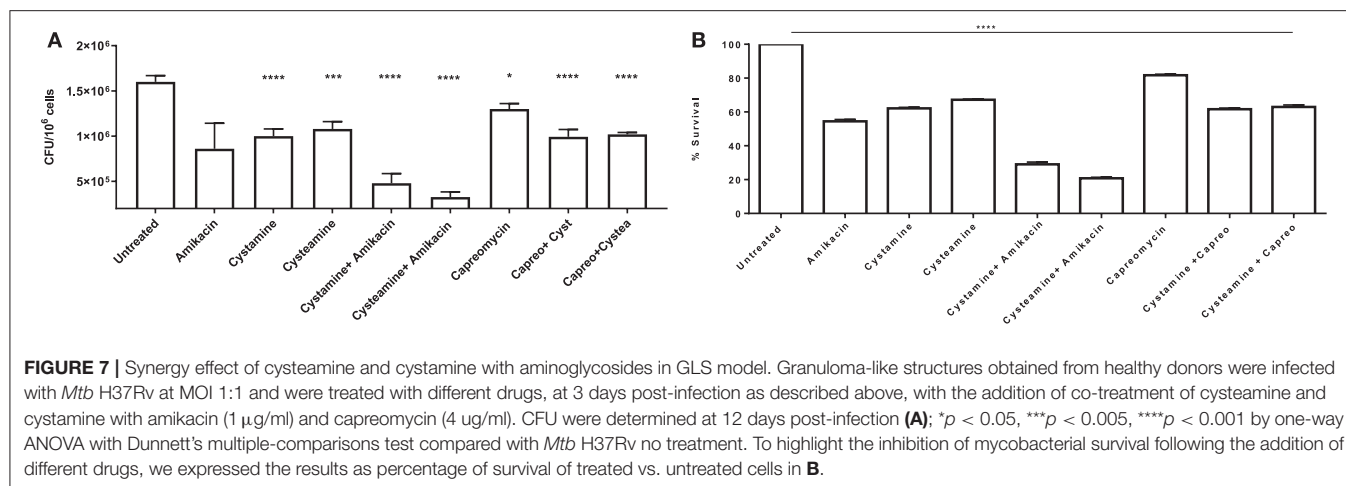 A
2×10⁶
1.5×10⁶
1×10⁶
5×10⁵
CFU/10⁶ cells
****
***
****
****
*
****
****
Untreated
Amikacin
Cystamine
Cysteamine
Cystamine+ Amikacin
Cysteamine+ Amikacin
Capreomycin
Capreo+ Cyst
Capreo+Cystea
B
****
100
80
60
40
20
0
% Survival
Untreated
Amikacin
Cystamine
Cysteamine
Cystamine+ Amikacin
Cysteamine+ Amikacin
Capreomycin
Cystamine +Capreo
Cysteamine + Capreo
FIGURE 7 | Synergy effect of cysteamine and cystamine with aminoglycosides in GLS model. Granuloma-like structures obtained from healthy donors were infected
with Mtb H37Rv at MOI 1:1 and were treated with different drugs, at 3 days post-infection as described above, with the addition of co-treatment of cysteamine and
cystamine with amikacin (1 μg/ml) and capreomycin (4 ug/ml). CFU were determined at 12 days post-infection (A); *p < 0.05, ***p < 0.005, ****p < 0.001 by one-way
ANOVA with Dunnett's multiple-comparisons test compared with Mtb H37Rv no treatment. To highlight the inhibition of mycobacterial survival following the addition of
different drugs, we expressed the results as percentage of survival of treated vs. untreated cells in B.